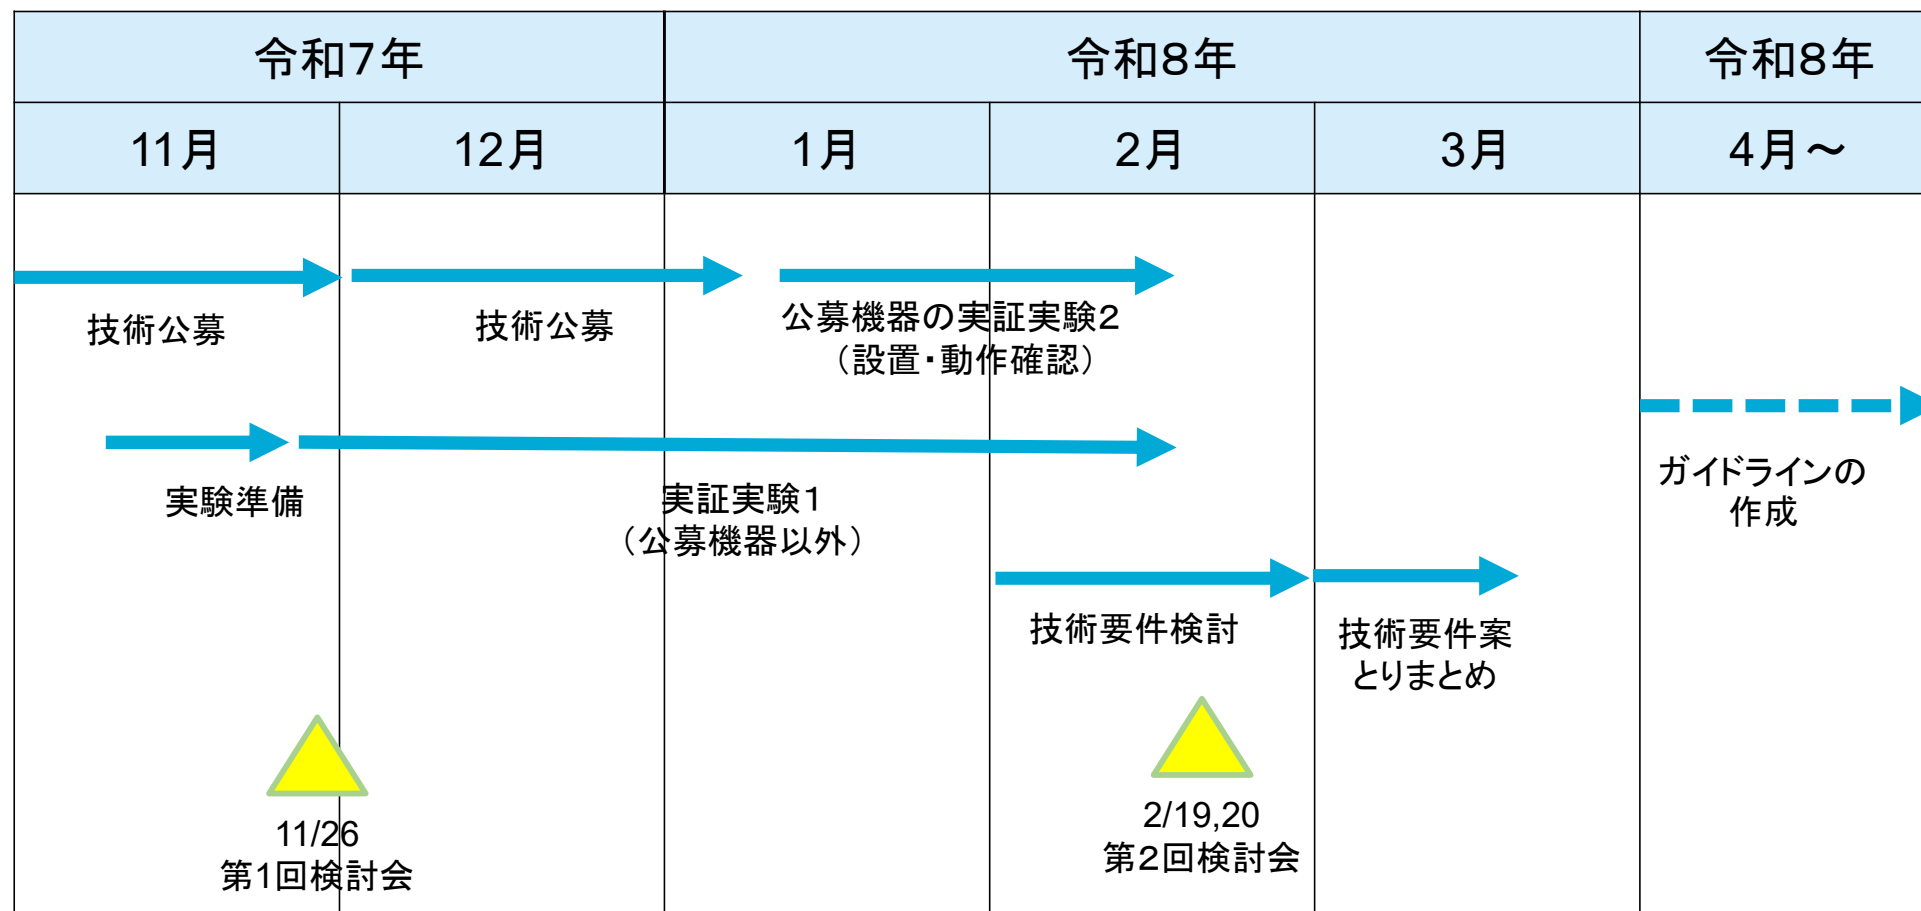 令和7年
令和8年
令和8年
11月
12月
1月
2月
3月
4月～
技術公募
技術公募
公募機器の実証実験2
（設置・動作確認）
実験準備
実証実験1
（公募機器以外）
ガイドラインの
作成
技術要件検討
技術要件案
とりまとめ
11/26
第1回検討会
2/19,20
第2回検討会